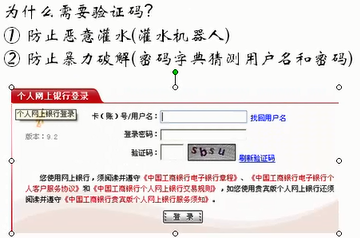 为什么需要验证码?
① 防止恶意灌水(灌水机器人)
② 防止暴力破解(密码字典猜测用户名和密码)
个人网上银行登录
个人网上银行登录
卡（账）号/用户名: 找回用户名
版本: 9.2
登录密码:
验证码: sbsu 刷新验证码
您使用网上银行，须阅读并遵守《中国工商银行电子银行章程》、《中国工商银行电子银行个
人客户服务协议》和《中国工商银行个人网上银行交易规则》，如您使用贵宾版个人网上银行还须
阅读并遵守《中国工商银行贵宾版个人网上银行服务须知》。
登 录